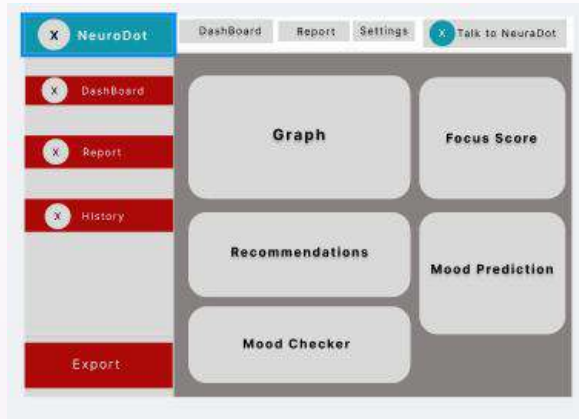 X NeuroDot
DashBoard
Report
Settings
X Talk to NeuraDot
X DashBoard
X Report
X History
Export
Graph
Focus Score
Recommendations
Mood Prediction
Mood Checker